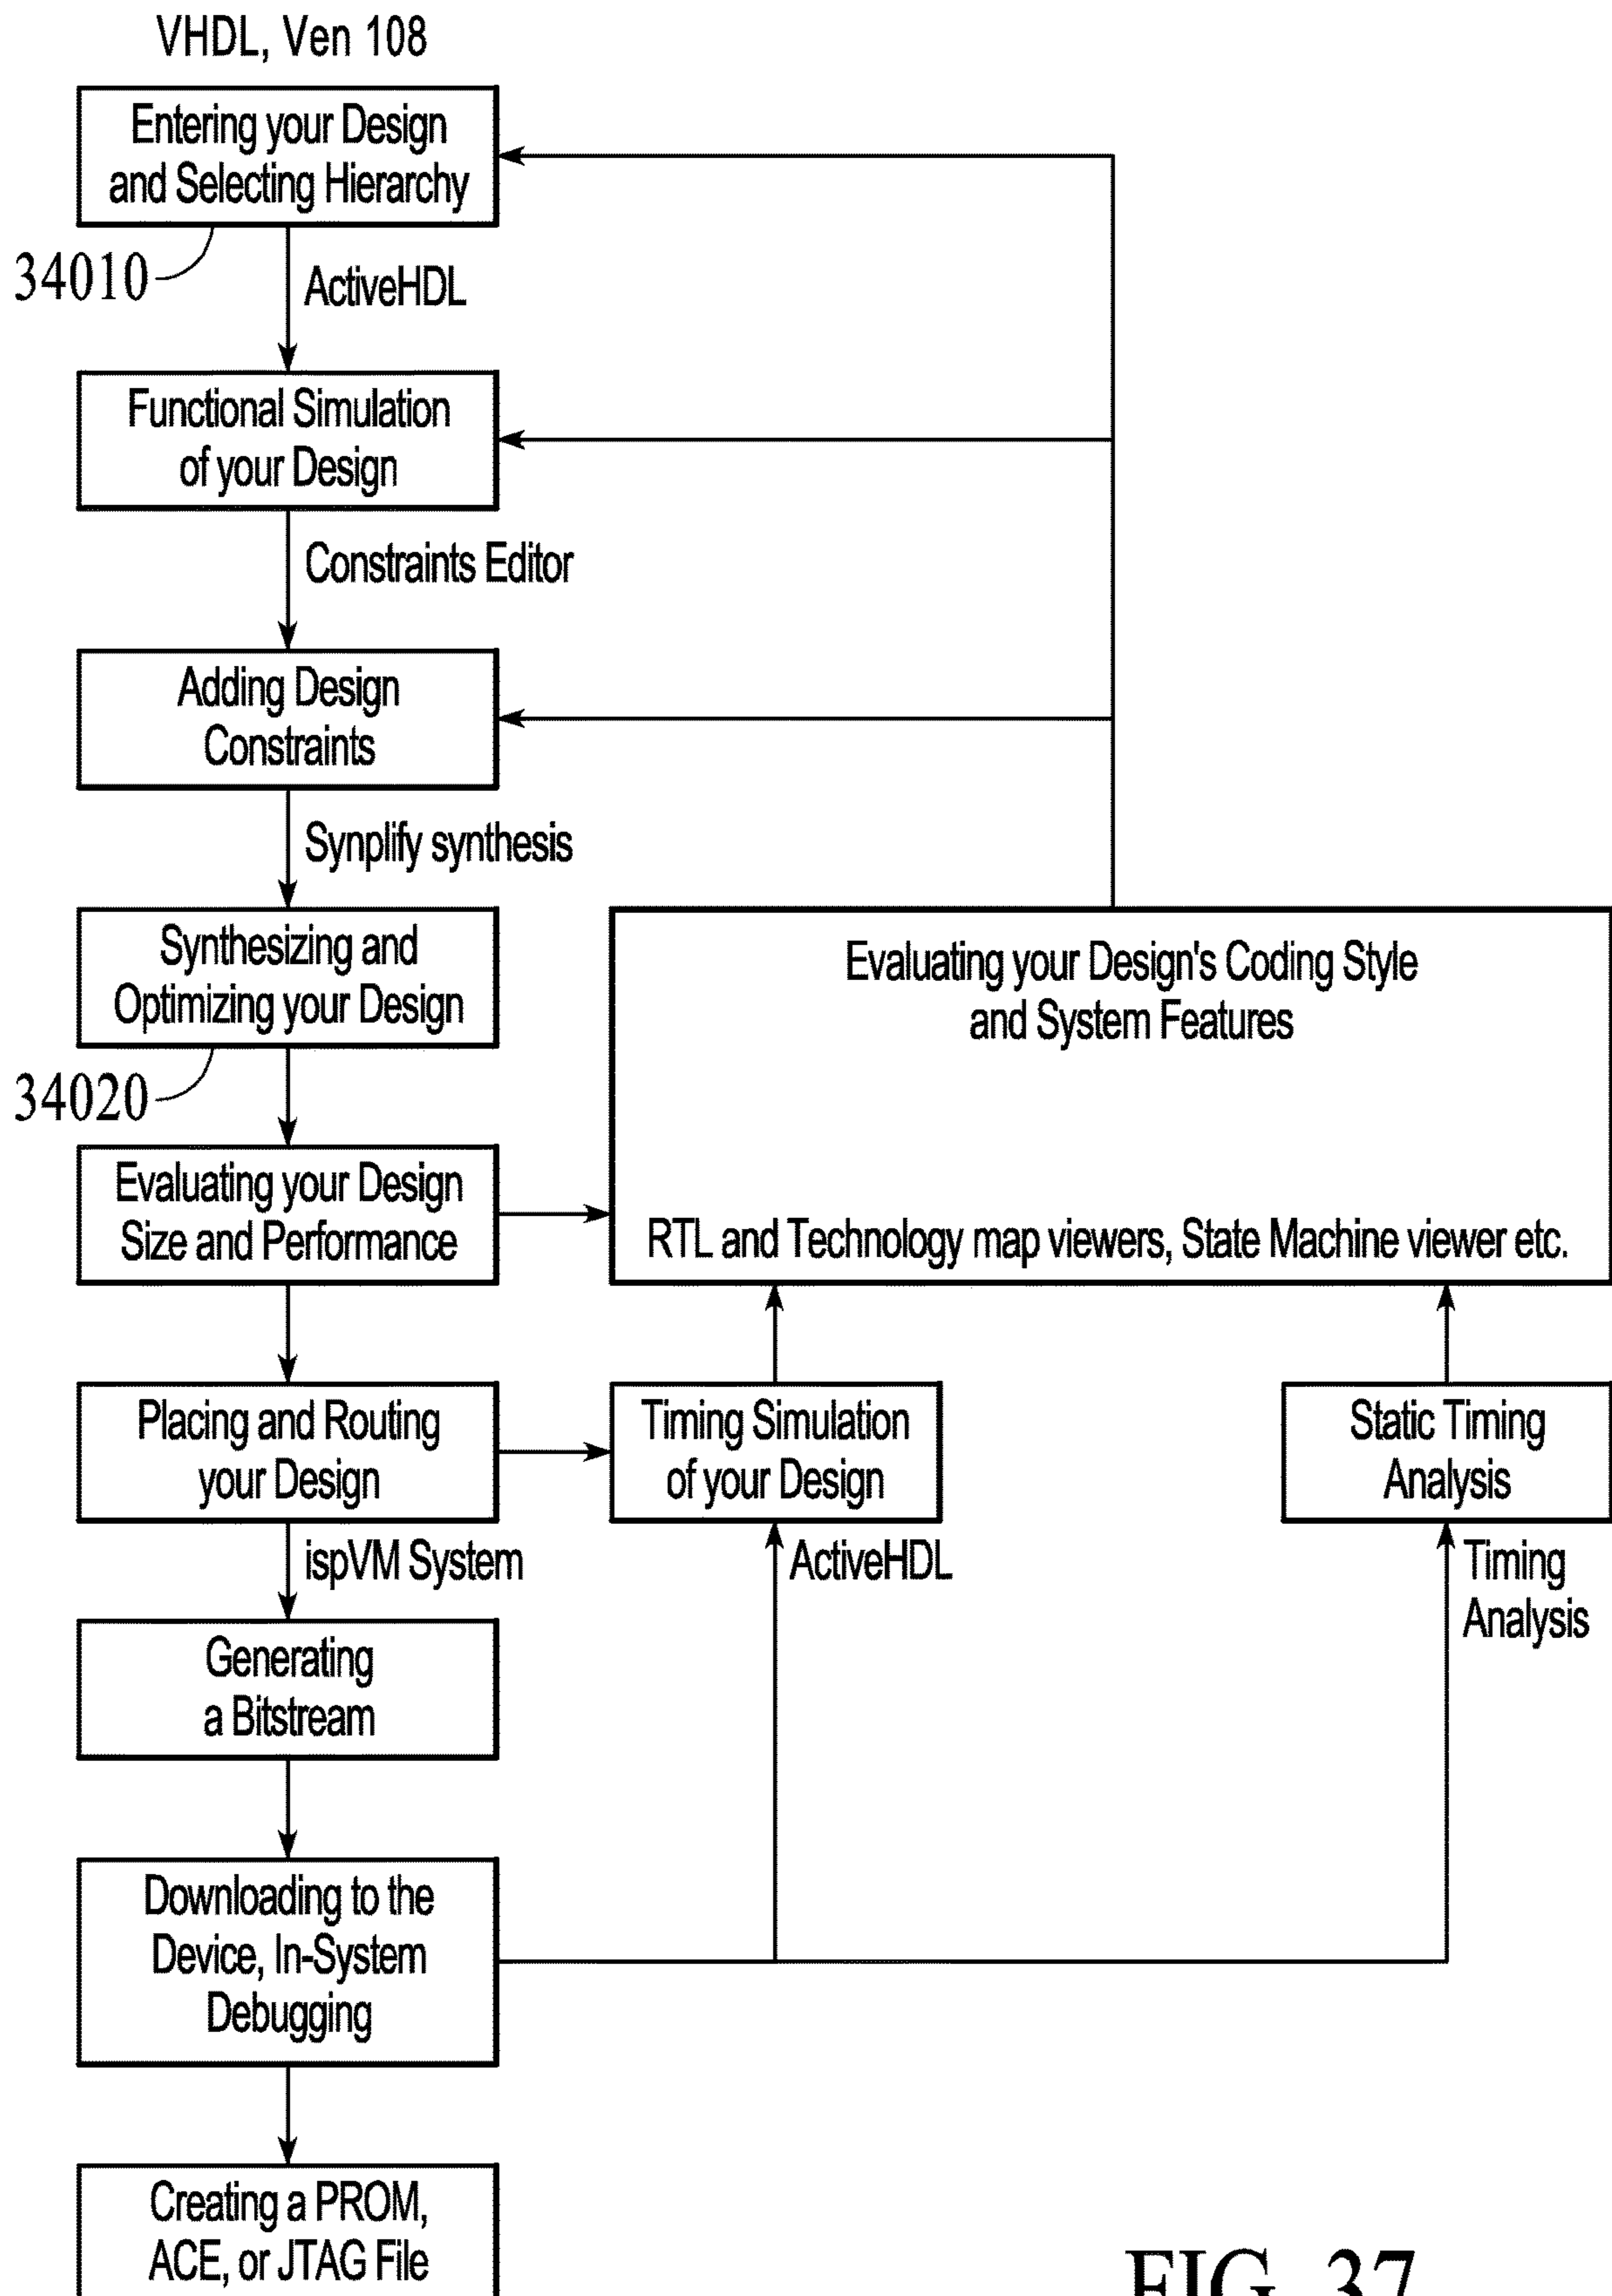 VHDL, Ven 108
Entering your Design
and Selecting Hierarchy
34010
ActiveHDL
Functional Simulation
of your Design
Constraints Editor
Adding Design
Constraints
Synplify synthesis
Synthesizing and
Optimizing your Design
34020
Evaluating your Design's Coding Style
and System Features
RTL and Technology map viewers, State Machine viewer etc.
Evaluating your Design
Size and Performance
Placing and Routing
your Design
Timing Simulation
of your Design
Static Timing
Analysis
ispVM System
ActiveHDL
Timing
Analysis
Generating
a Bitstream
Downloading to the
Device, In-System
Debugging
Creating a PROM,
ACE, or JTAG File
FIG. 37